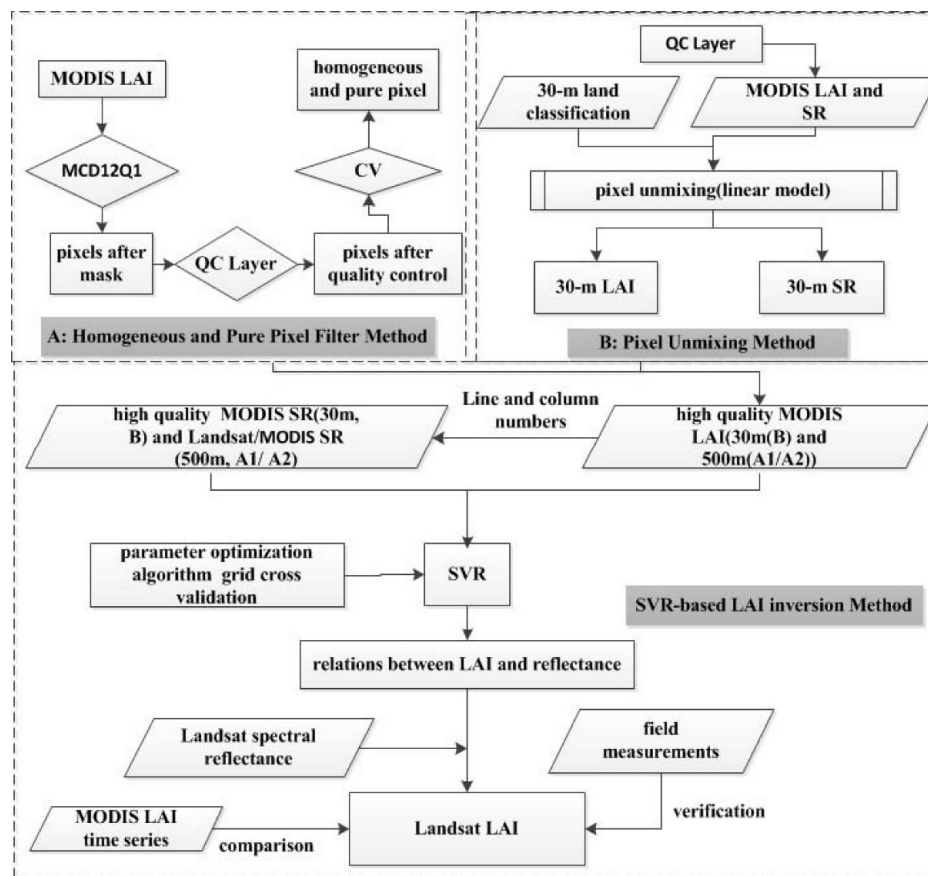 MODIS LAI
MCD12Q1
pixels after
mask
QC Layer
pixels after
quality control
CV
homogeneous
and pure pixel
A: Homogeneous and Pure Pixel Filter Method
QC Layer
30-m land
classification
MODIS LAI and
SR
pixel unmixing(linear model)
30-m LAI
30-m SR
B: Pixel Unmixing Method
high quality MODIS SR(30m,
B) and Landsat/MODIS SR
(500m, A1/ A2)
Line and column
numbers
high quality MODIS
LAI(30m(B) and
500m(A1/A2))
parameter optimization
algorithm grid cross
validation
SVR
SVR-based LAI inversion Method
relations between LAI and reflectance
Landsat spectral
reflectance
field
measurements
MODIS LAI
time series
comparison
Landsat LAI
verification